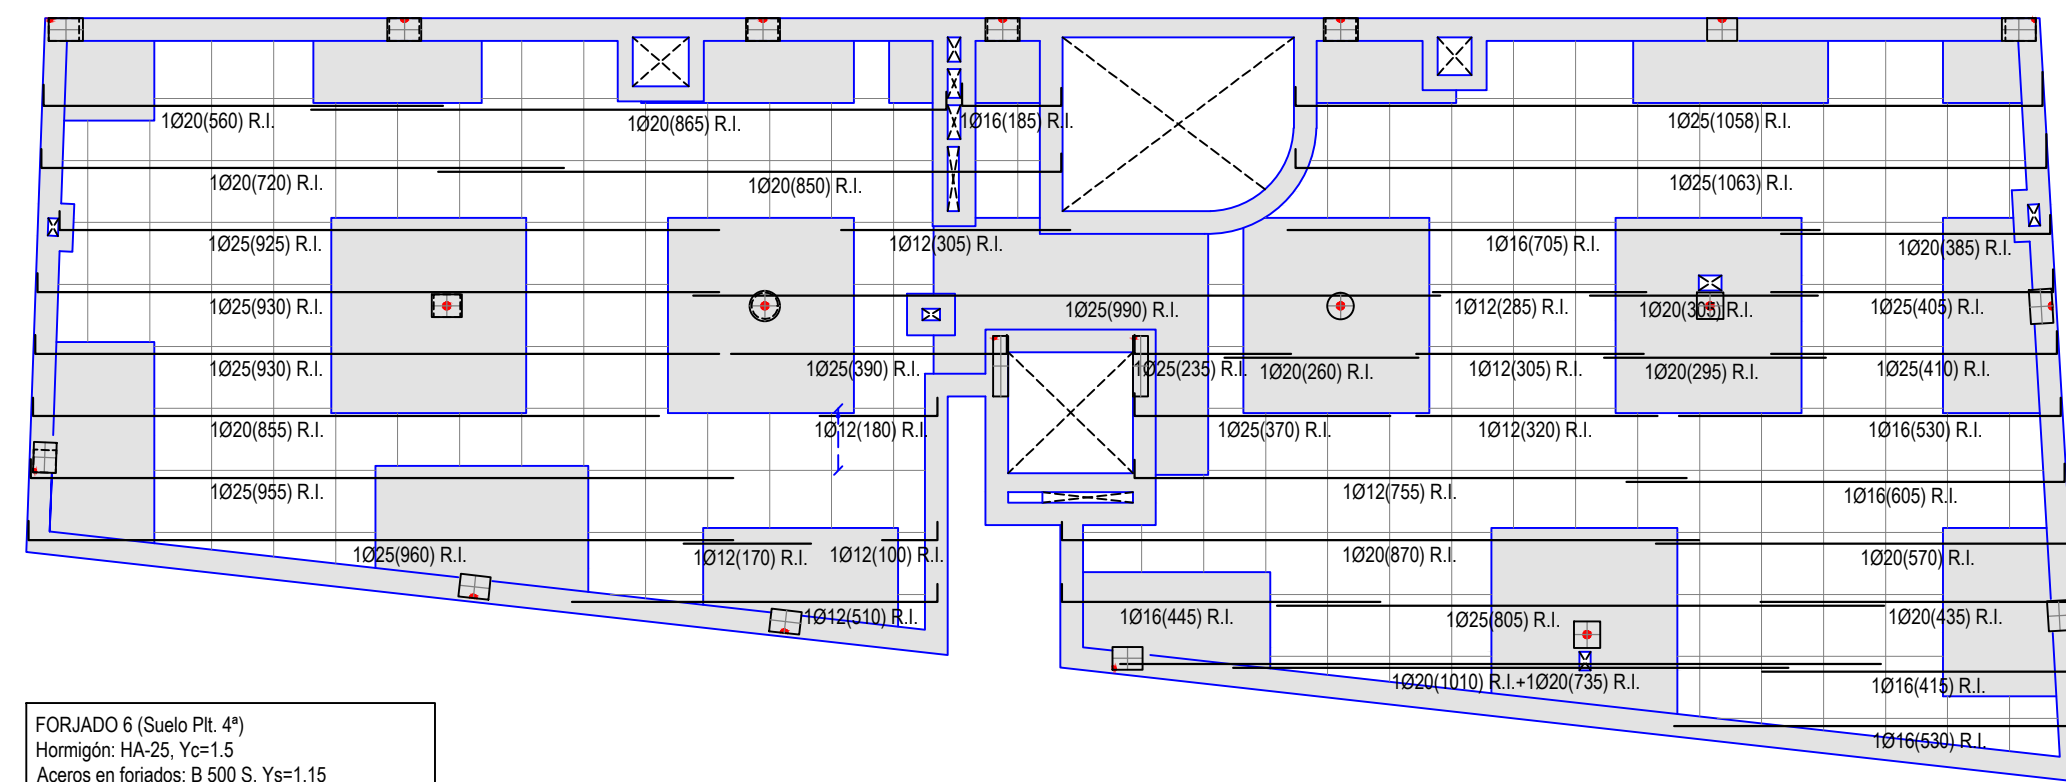 1Ø20(560) R.I.
1Ø20(865) R.I.
1Ø16(185) R.I.
1Ø25(1058) R.I.
1Ø20(720) R.I.
1Ø20(850) R.I.
1Ø25(1063) R.I.
1Ø25(925) R.I.
1Ø12(305) R.I.
1Ø16(705) R.I.
1Ø20(385) R.I.
1Ø25(930) R.I.
1Ø25(990) R.I.
1Ø12(285) R.I.
1Ø20(305) R.I.
1Ø25(405) R.I.
1Ø25(930) R.I.
1Ø25(390) R.I.
1Ø25(235) R.I.
1Ø20(260) R.I.
1Ø12(305) R.I.
1Ø20(295) R.I.
1Ø25(410) R.I.
1Ø20(855) R.I.
1Ø12(180) R.I.
1Ø25(370) R.I.
1Ø12(320) R.I.
1Ø16(530) R.I.
1Ø25(955) R.I.
1Ø12(755) R.I.
1Ø16(605) R.I.
1Ø25(960) R.I.
1Ø12(170) R.I.
1Ø12(100) R.I.
1Ø20(870) R.I.
1Ø20(570) R.I.
1Ø12(510) R.I.
1Ø16(445) R.I.
1Ø25(805) R.I.
1Ø20(435) R.I.
1Ø20(1010) R.I.+1Ø20(735) R.I.
1Ø16(415) R.I.
1Ø16(530) R.I.
FORJADO 6 (Suelo Plt. 4ª)
Hormigón: HA-25, Yc=1.5
Aceros en forjados: B 500 S, Ys=1.15